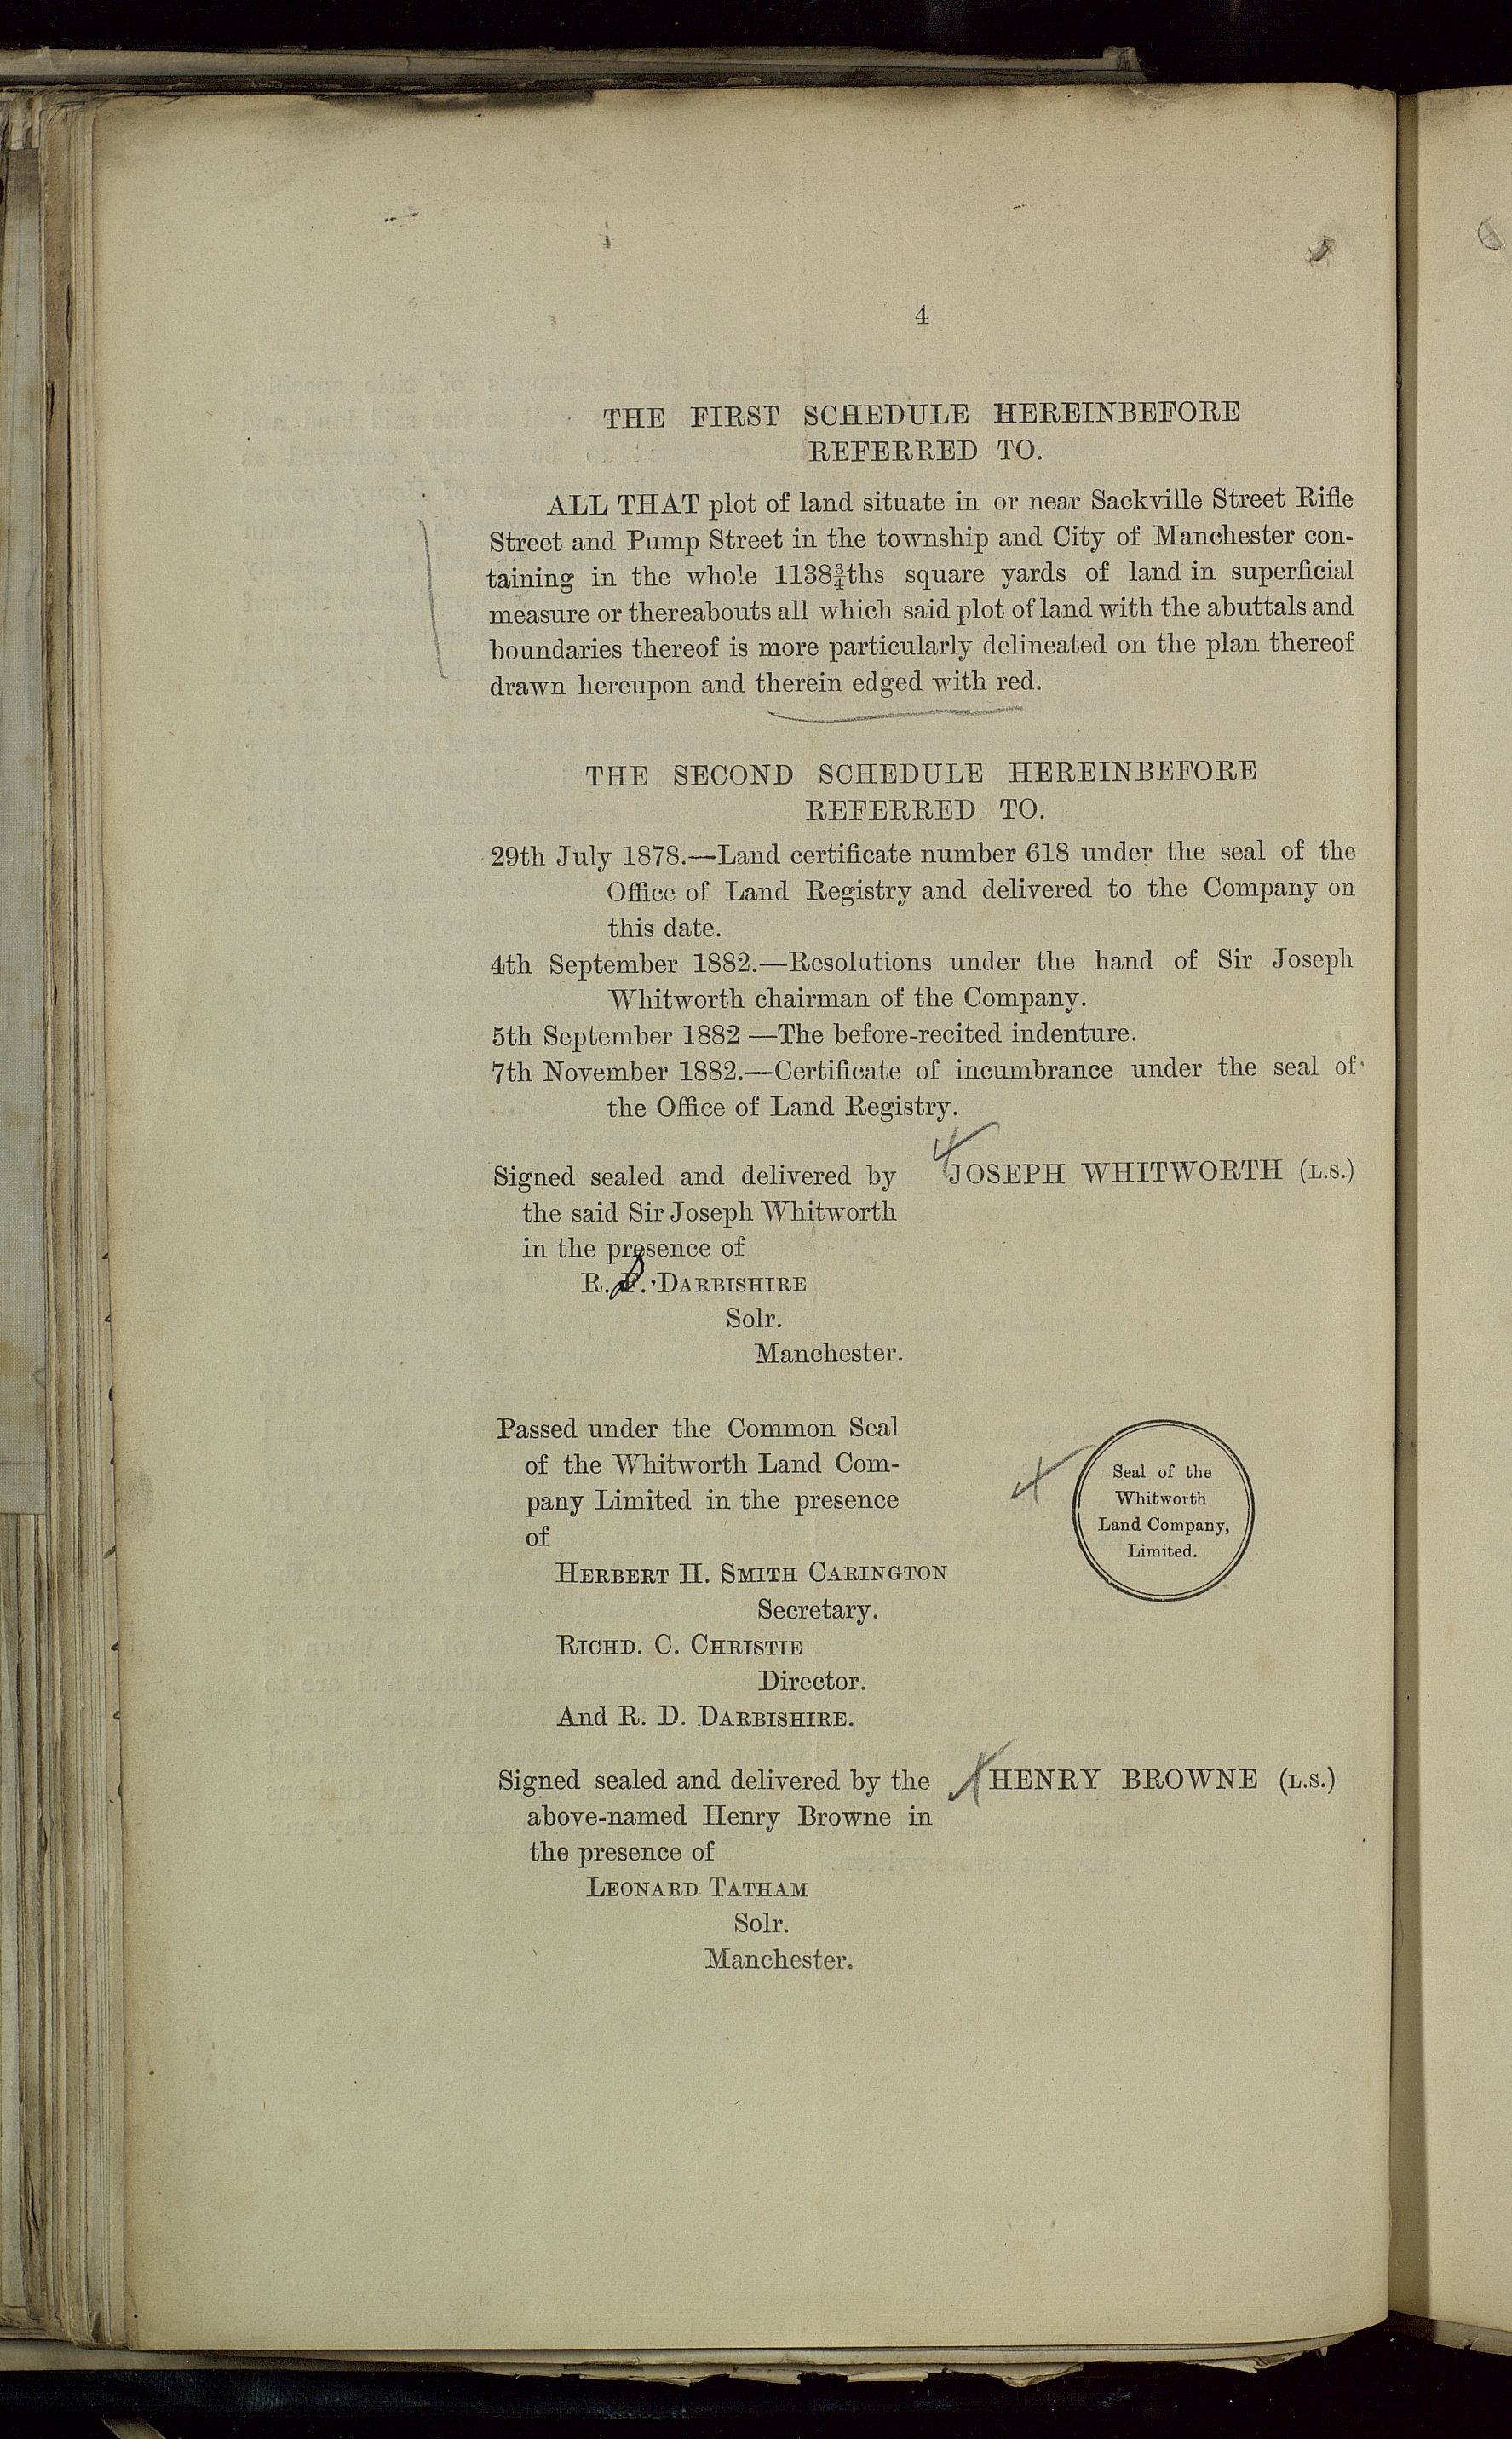 4
THE FIRST SCHEDULE HEREINBEFORE
REFERRED TO.
ALL THAT plot of land situate in or near Sackville Street Rifle
Street and Pump Street in the township and City of Manchester con-
taining in the whole 1138¾ths square yards of land in superficial
measure or thereabouts all which said plot of land with the abuttals and
boundaries thereof is more particularly delineated on the plan thereof
drawn hereupon and therein edged with red.
THE SECOND SCHEDULE HEREINBEFORE
REFERRED TO.
29th July 1878.—Land certificate number 618 under the seal of the
Office of Land Registry and delivered to the Company on
this date.
4th September 1882.—Resolutions under the hand of Sir Joseph
Whitworth chairman of the Company.
5th September 1882 —The before-recited indenture.
7th November 1882.—Certificate of incumbrance under the seal of
the Office of Land Registry.
Signed sealed and delivered by
the said Sir Joseph Whitworth
in the presence of
JOSEPH WHITWORTH (L.S.)
R. D. DARBISHIRE
Solr.
Manchester.
Passed under the Common Seal
of the Whitworth Land Com-
pany Limited in the presence
of
Seal of the
Whitworth
Land Company,
Limited.
HERBERT H. SMITH CARINGTON
Secretary.
RICHD. C. CHRISTIE
Director.
And R. D. DARBISHIRE.
Signed sealed and delivered by the
above-named Henry Browne in
the presence of
HENRY BROWNE (L.S.)
LEONARD TATHAM
Solr.
Manchester.